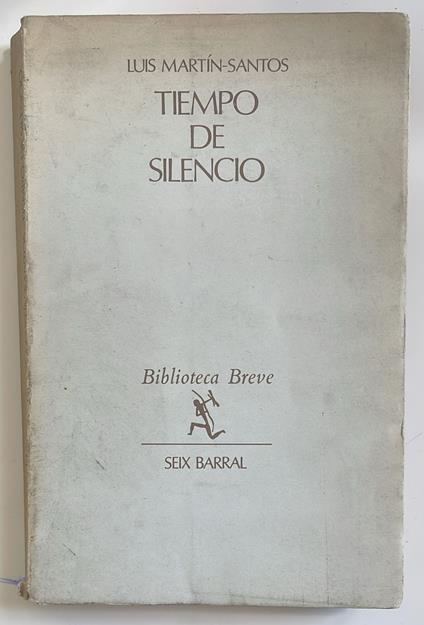 LUIS MARTÍN-SANTOS
TIEMPO
DE
SILENCIO
Biblioteca Breve
SEIX BARRAL